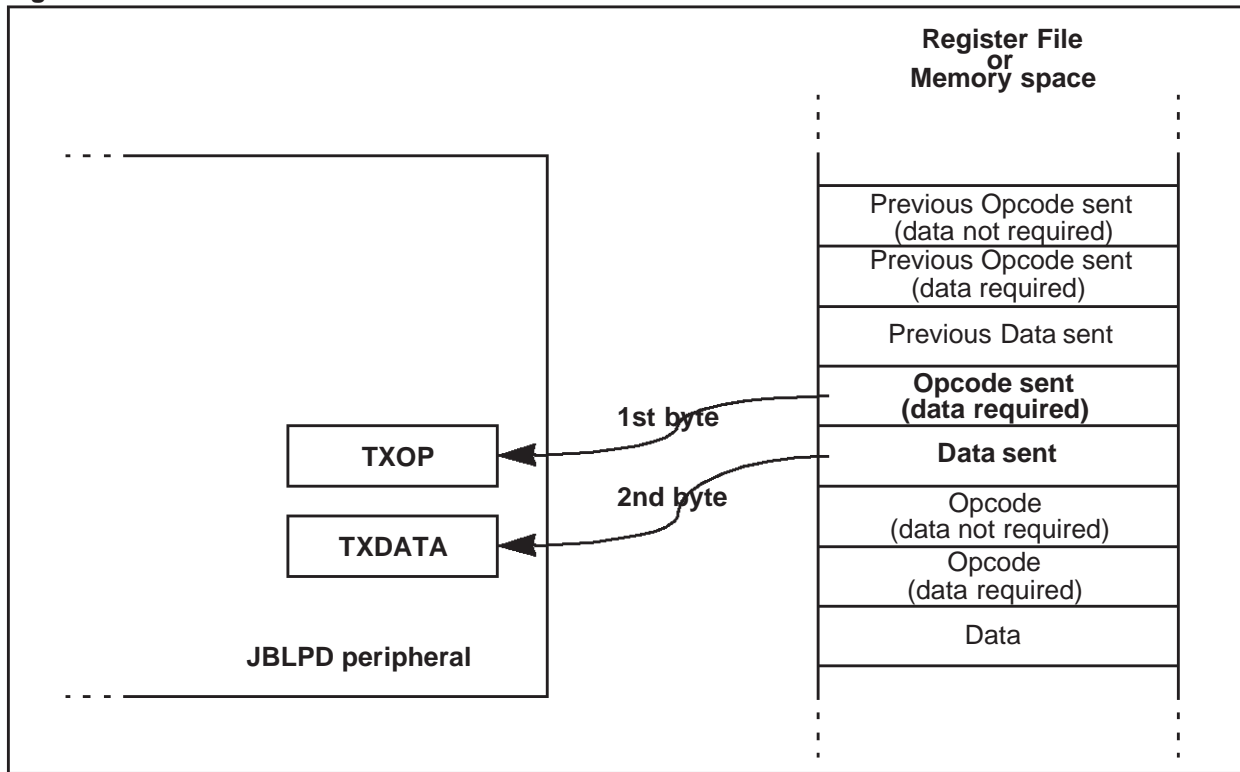 Register File
or
Memory space
Previous Opcode sent
(data not required)
Previous Opcode sent
(data required)
Previous Data sent
Opcode sent
(data required)
Data sent
Opcode
(data not required)
Opcode
(data required)
Data
1st byte
2nd byte
TXOP
TXDATA
JBLPD peripheral